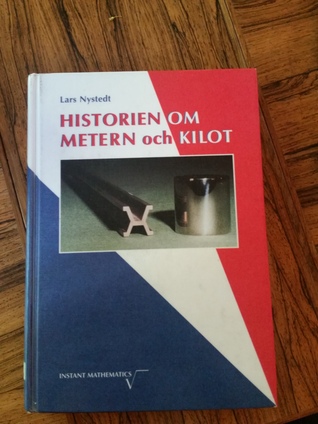 Lars Nystedt
HISTORIEN OM
METERN och KILOT
INSTANT MATHEMATICS